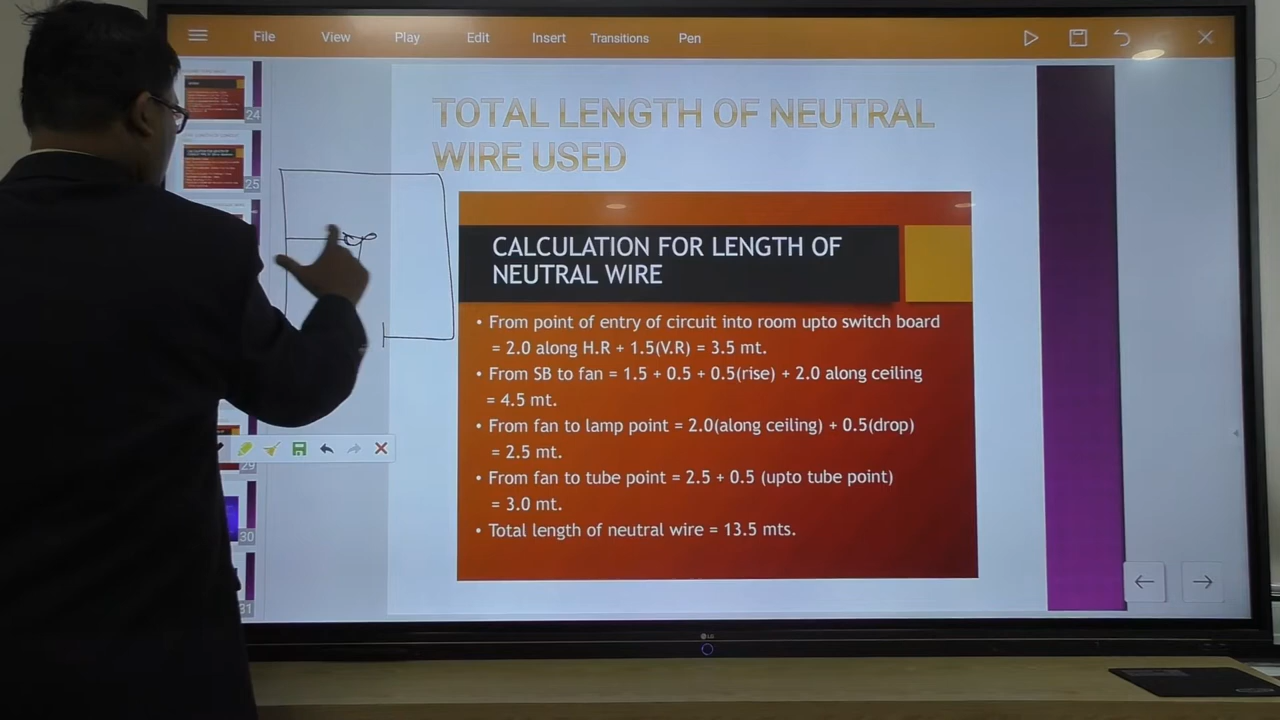 File View Play Edit Insert Transitions Pen
24
25
29
30
31
TOTAL LENGTH OF NEUTRAL
WIRE USED
CALCULATION FOR LENGTH OF
NEUTRAL WIRE
• From point of entry of circuit into room upto switch board
= 2.0 along H.R + 1.5(V.R) = 3.5 mt.
• From SB to fan = 1.5 + 0.5 + 0.5(rise) + 2.0 along ceiling
= 4.5 mt.
• From fan to lamp point = 2.0(along ceiling) + 0.5(drop)
= 2.5 mt.
• From fan to tube point = 2.5 + 0.5 (upto tube point)
= 3.0 mt.
• Total length of neutral wire = 13.5 mts.
LG